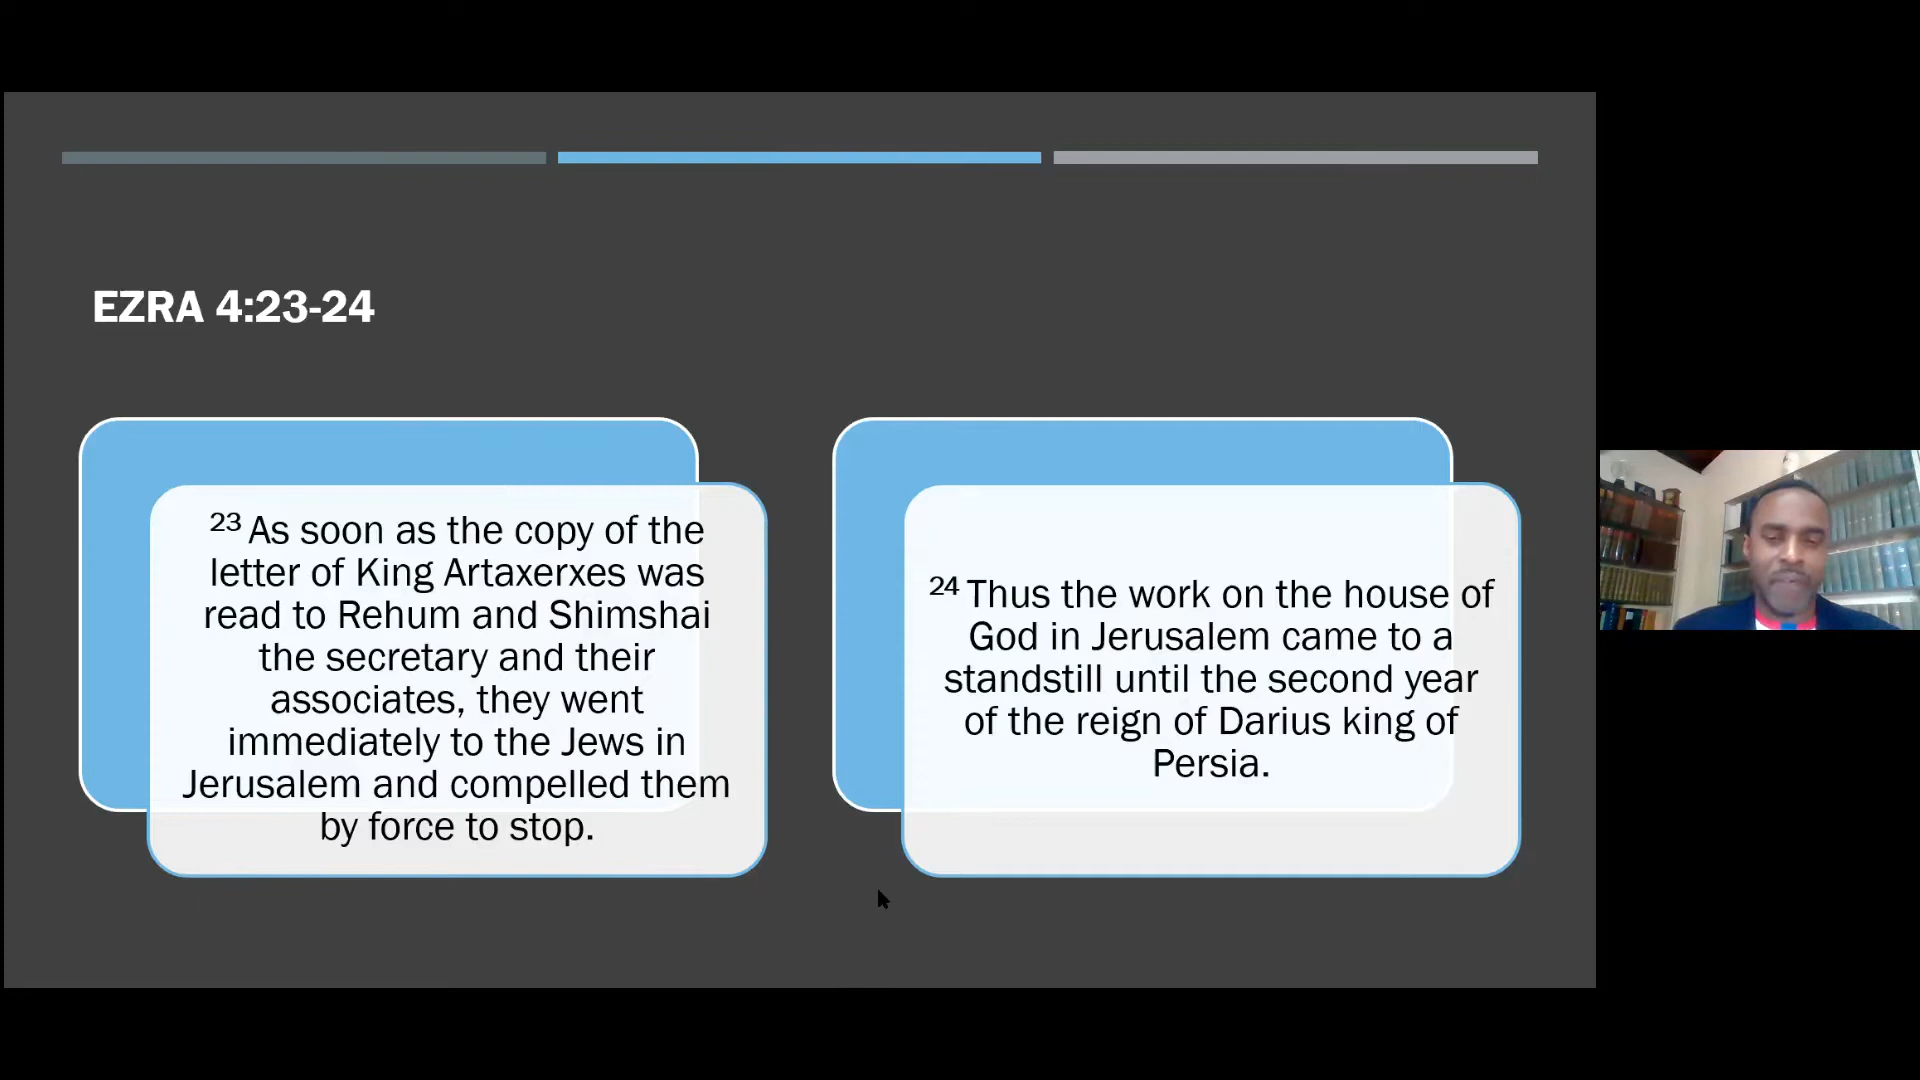 EZRA 4:23-24
23 As soon as the copy of the
letter of King Artaxerxes was
read to Rehum and Shimshai
the secretary and their
associates, they went
immediately to the Jews in
Jerusalem and compelled them
by force to stop.
24 Thus the work on the house of
God in Jerusalem came to a
standstill until the second year
of the reign of Darius king of
Persia.